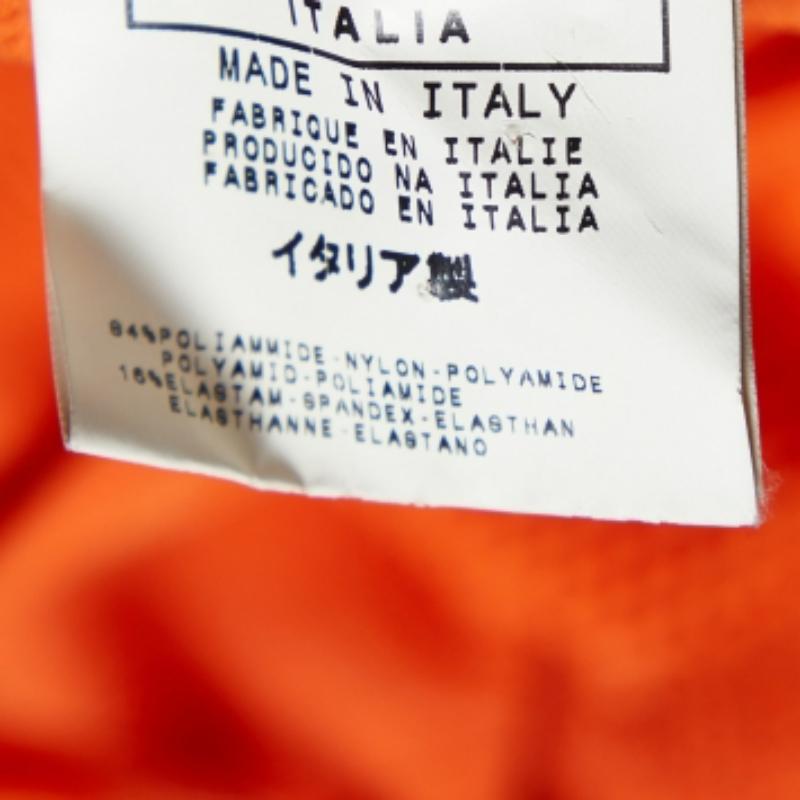 ITALIA
MADE IN ITALY
FABRIQUE EN ITALIE
PRODUCIDO NA ITALIA
FABRICADO EN ITALIA
イタリア製
84%POLIAMMIDE-NYLON-POLYAMIDE
POLYAMID-POLIAMIDE
16%ELASTAM-SPANDEX-ELASTHAN
ELASTHANNE-ELASTANO